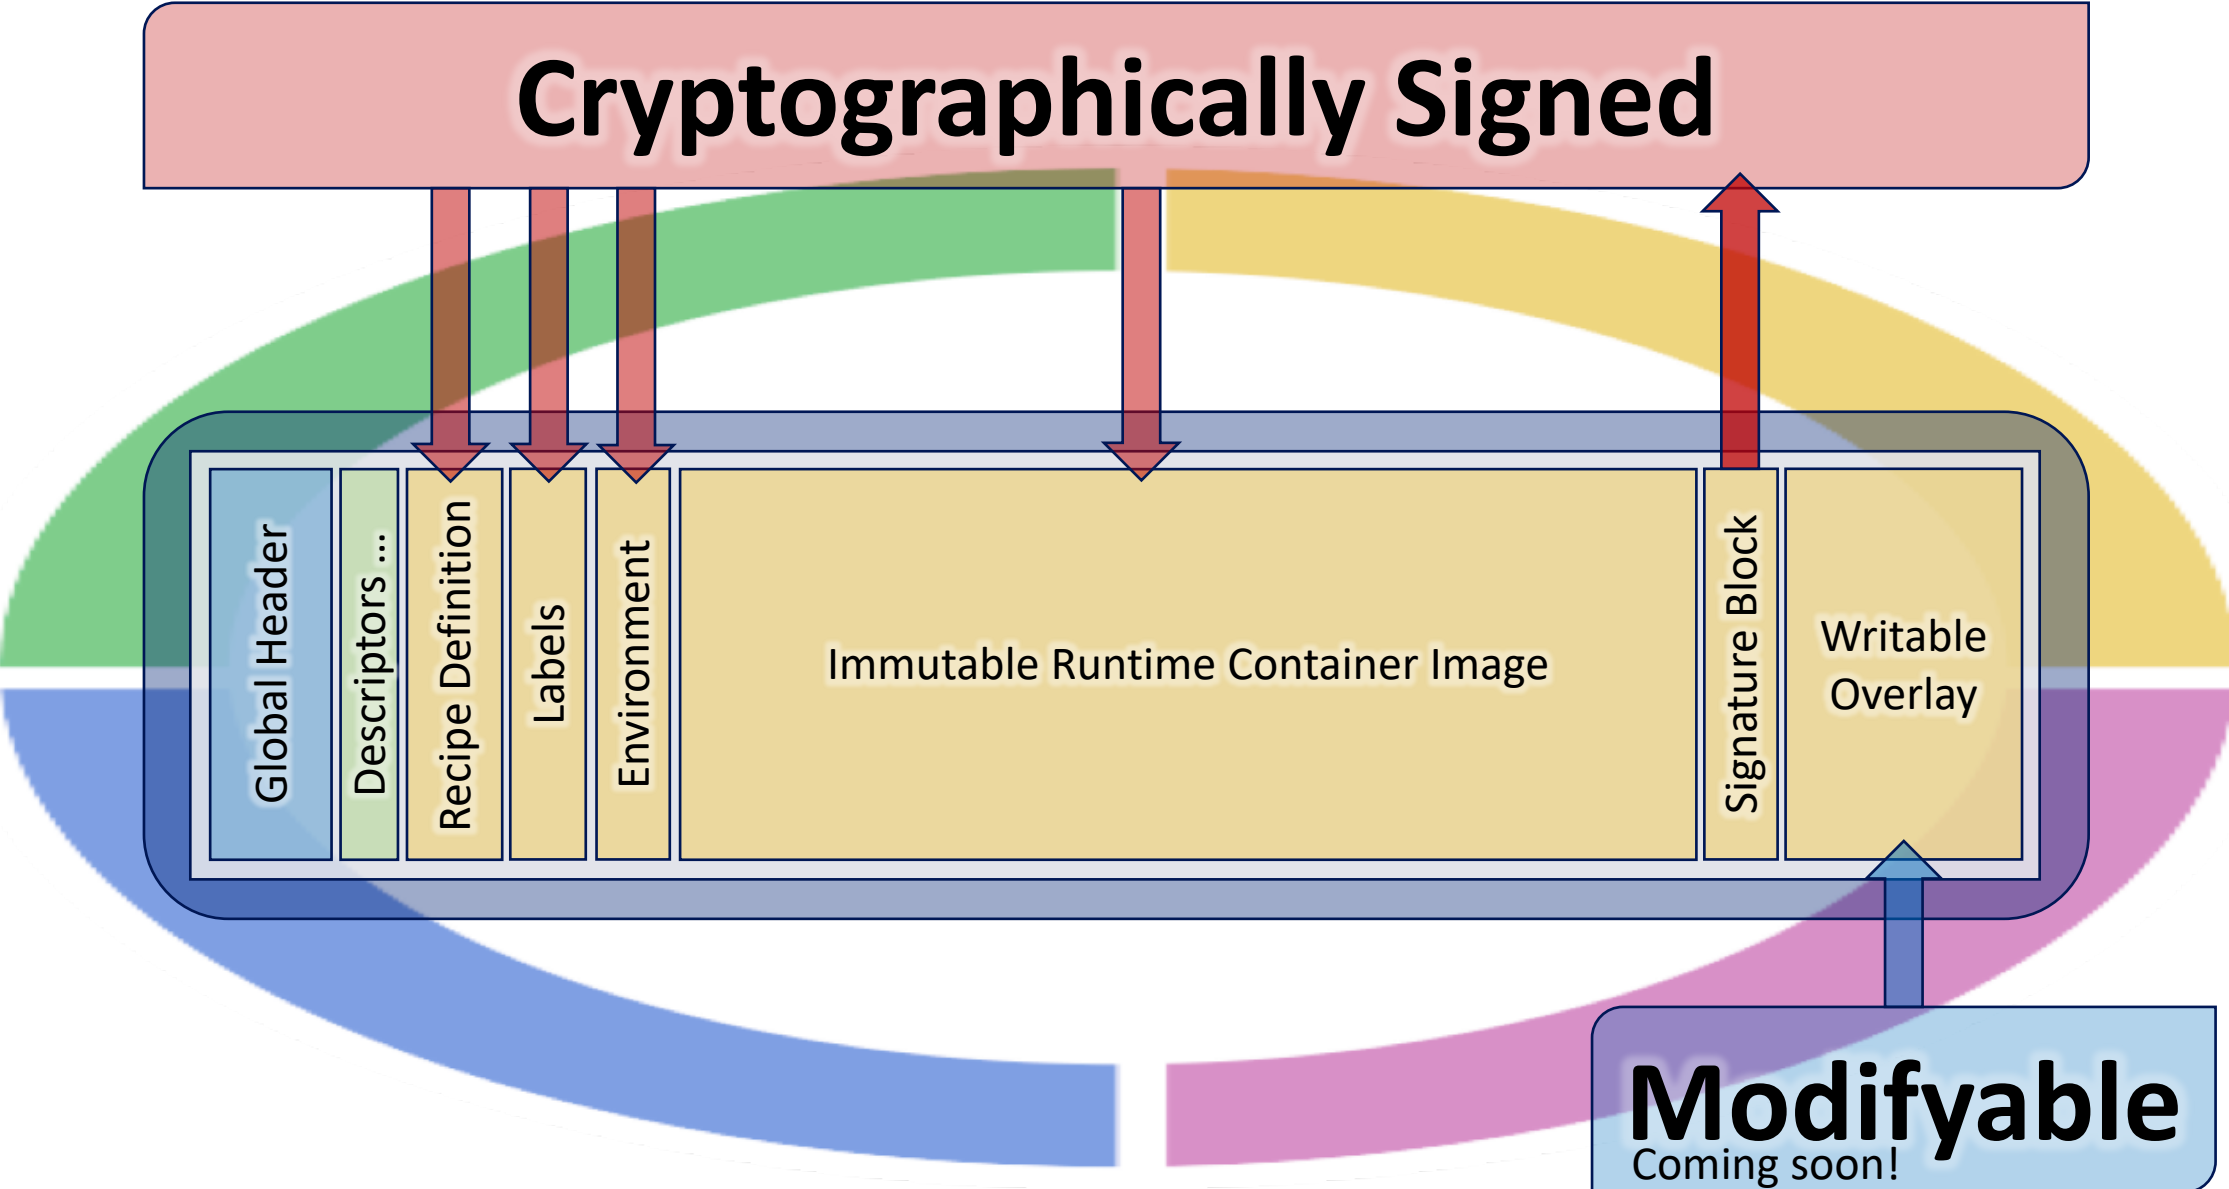 Cryptographically Signed
Global Header
Descriptors ...
Recipe Definition
Labels
Environment
Immutable Runtime Container Image
Signature Block
Writable
Overlay
Modifyable
Coming soon!